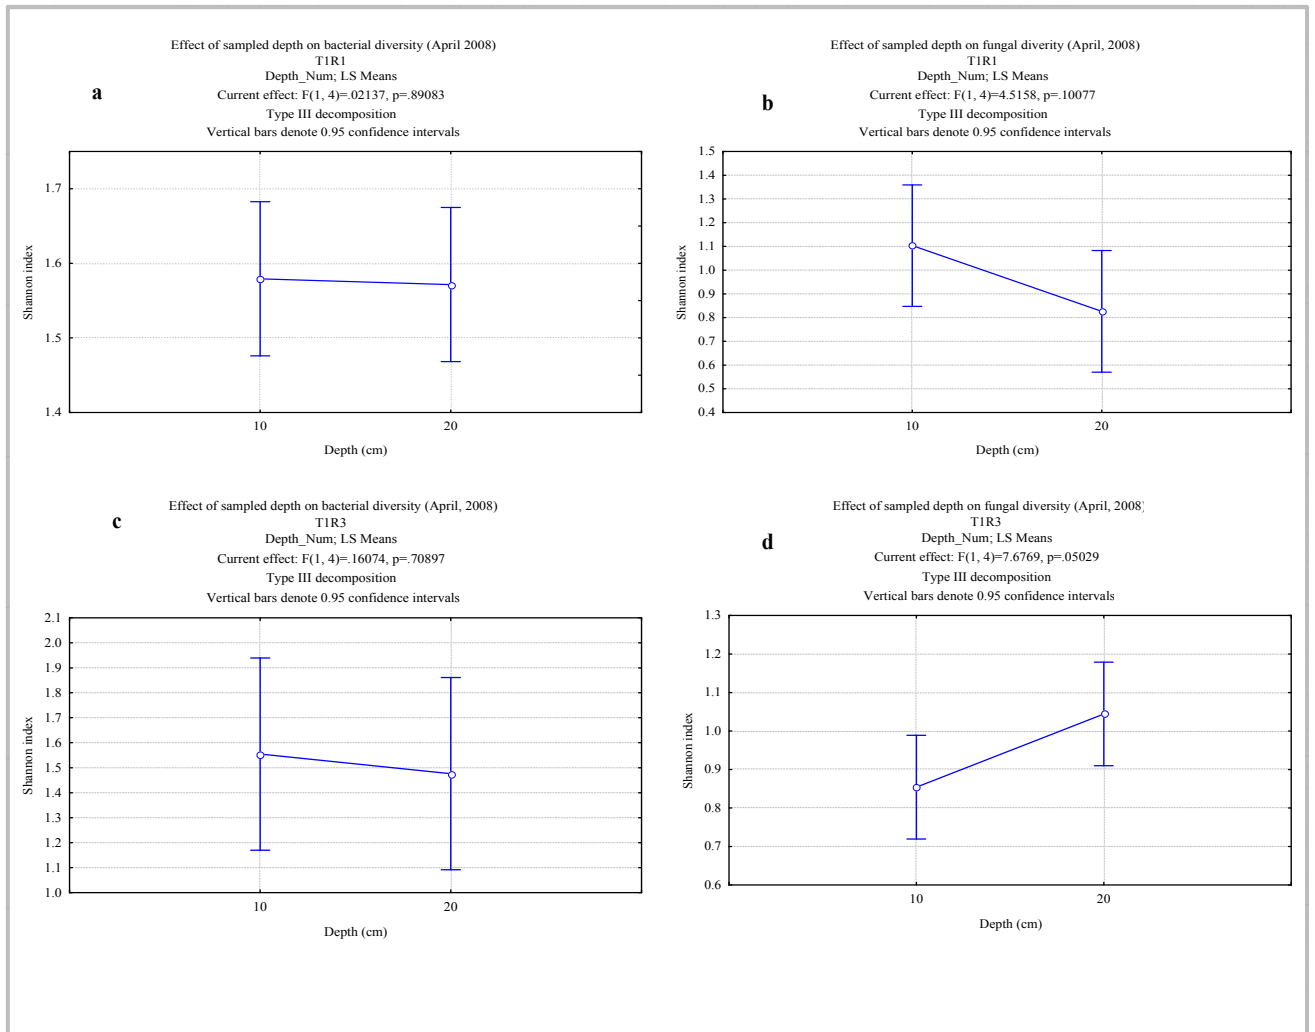 Effect of sampled depth on bacterial diversity (April 2008)
T1R1
Depth_Num; LS Means
a
Current effect: F(1, 4)=.02137, p=.89083
Type III decomposition
Vertical bars denote 0.95 confidence intervals
1.7
1.6
1.5
1.4
Shannon index
10
20
Depth (cm)
Effect of sampled depth on fungal diverity (April, 2008)
T1R1
Depth_Num; LS Means
b
Current effect: F(1, 4)=4.5158, p=.10077
Type III decomposition
Vertical bars denote 0.95 confidence intervals
1.5
1.4
1.3
1.2
1.1
1.0
0.9
0.8
0.7
0.6
0.5
0.4
Shannon index
10
20
Depth (cm)
Effect of sampled depth on bacterial diversity (April, 2008)
c
T1R3
Depth_Num; LS Means
Current effect: F(1, 4)=.16074, p=.70897
Type III decomposition
Vertical bars denote 0.95 confidence intervals
2.1
2.0
1.9
1.8
1.7
1.6
1.5
1.4
1.3
1.2
1.1
1.0
Shannon index
10
20
Depth (cm)
Effect of sampled depth on fungal diversity (April, 2008)
T1R3
d
Depth_Num; LS Means
Current effect: F(1, 4)=7.6769, p=.05029
Type III decomposition
Vertical bars denote 0.95 confidence intervals
1.3
1.2
1.1
1.0
0.9
0.8
0.7
0.6
Shannon index
10
20
Depth (cm)